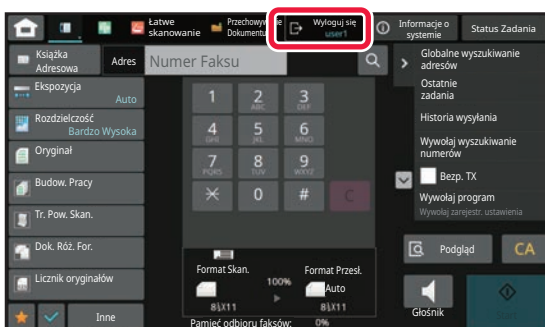 Łatwe
skanowanie
Przechowyw
Dokumentu
Wyloguj się
user1
Informacje o
systemie
Status Zadania
Książka
Adresowa
Adres
Numer Faksu
Globalne wyszukiwanie
adresów
Ekspozycja
Auto
Ostatnie
zadania
Rozdzielczość
Bardzo Wysoka
Historia wysyłania
Oryginał
Wywołaj wyszukiwanie
numerów
Budow. Pracy
Bezp. TX
Tr. Pow. Skan.
Wywołaj program
Wywołaj zarejestr. ustawienia
Dok. Róż. For.
Licznik oryginałów
Inne
1
2
ABC
3
DEF
4
GHI
5
JKL
6
MNO
7
PQRS
8
TUV
9
WXYZ
0
#
C
Format Skan.
100%
Format Przesł.
Auto
8½X11
8½X11
Pamięć odbioru faksów: 0%
Podgląd
CA
Głośnik
Start